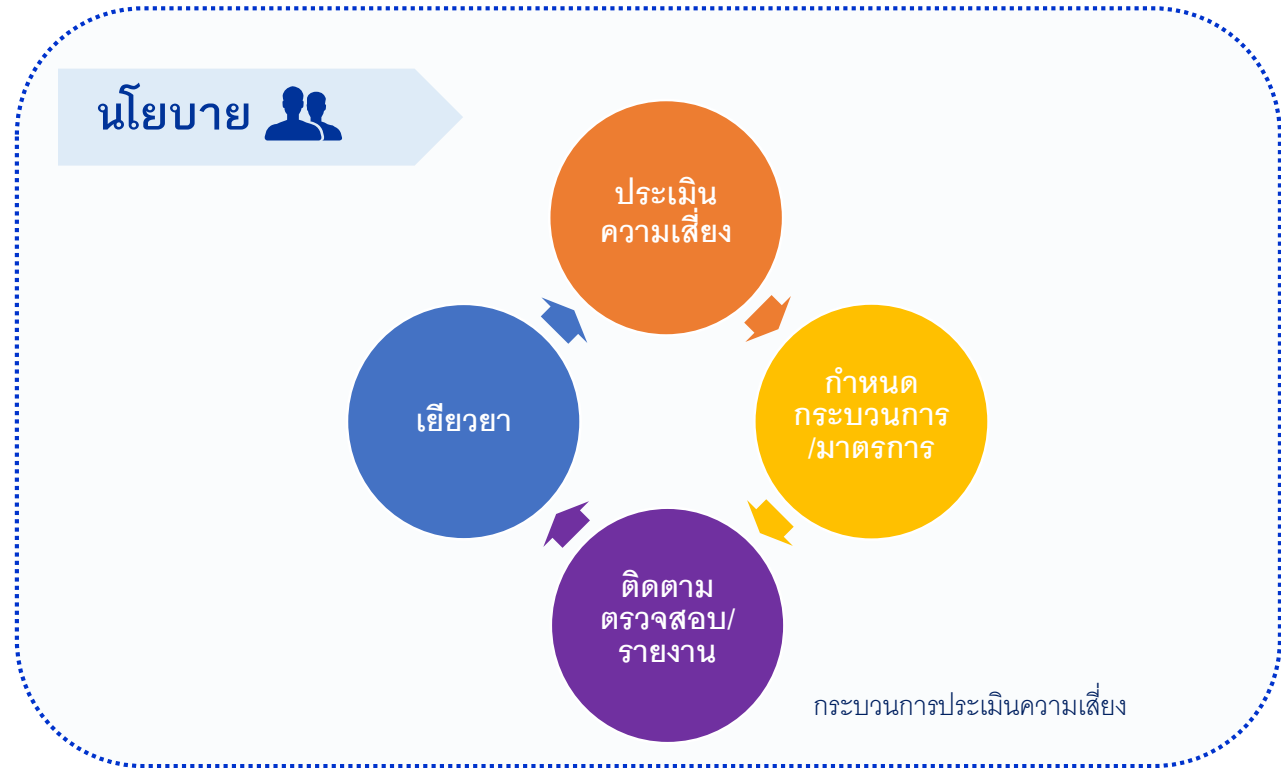 นโยบาย
ประเมิน
ความเสี่ยง
กำหนด
กระบวนการ
/มาตรการ
ติดตาม
ตรวจสอบ/
รายงาน
เยียวยา
กระบวนการประเมินความเสี่ยง